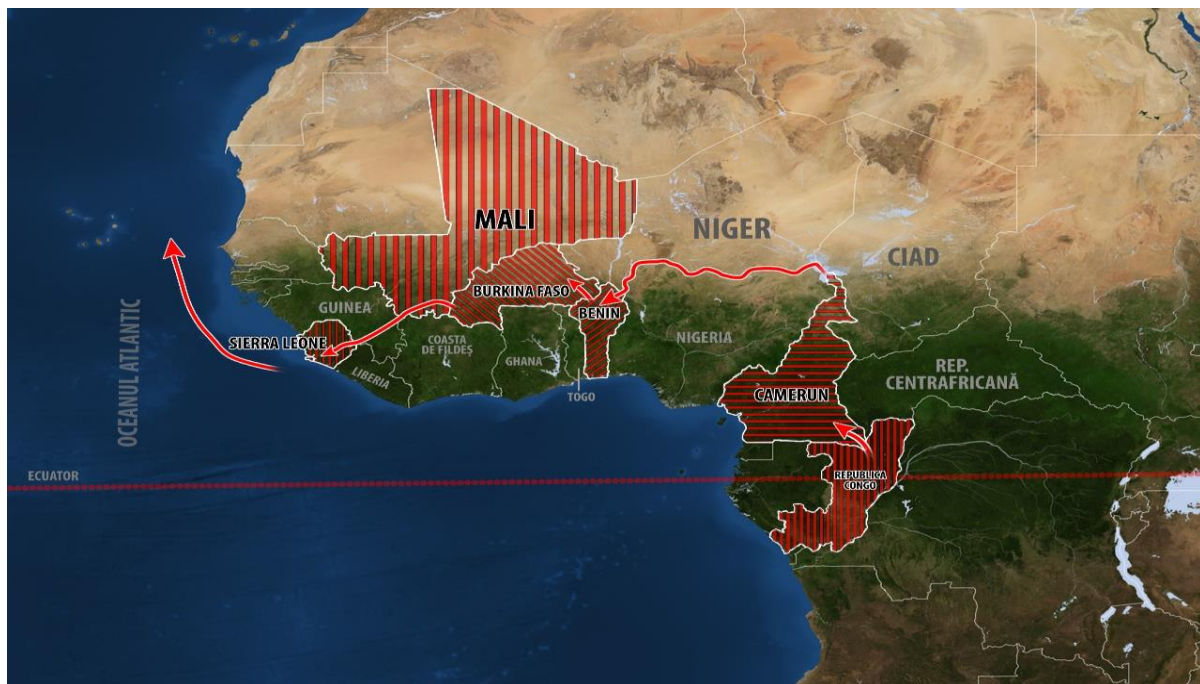 MALI
NIGER
CIAD
BURKINA FASO
GUINEA
BENIN
SIERRA LEONE
COASTA
DE FILDEȘ
GHANA
NIGERIA
LIBERIA
TOGO
REP.
CENTRAFRICANĂ
CAMERUN
OCEANUL ATLANTIC
ECUATOR
REPUBLICA
CONGO